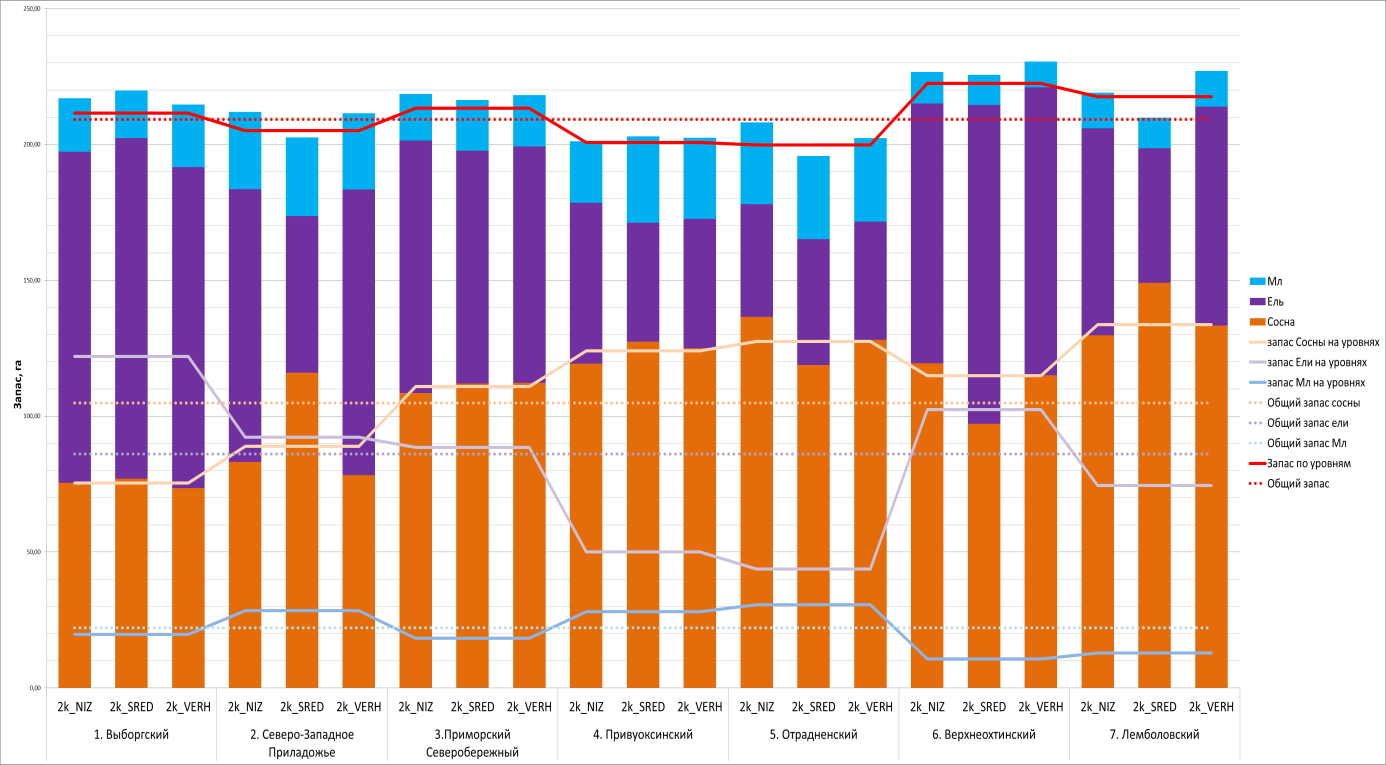 250,00
200,00
150,00
100,00
50,00
0,00
Запас, га
2k_NIZ 2k_SRED 2k_VERH 2k_NIZ 2k_SRED 2k_VERH 2k_NIZ 2k_SRED 2k_VERH 2k_NIZ 2k_SRED 2k_VERH 2k_NIZ 2k_SRED 2k_VERH 2k_NIZ 2k_SRED 2k_VERH 2k_NIZ 2k_SRED 2k_VERH
1. Выборгский
2. Северо-Западное
Приладожье
3.Приморский
Северобережный
4. Привуоксинский
5. Отрадненский
6. Верхнеохтинский
7. Лемболовский
Мл
Ель
Сосна
запас Сосны на уровнях
запас Ели на уровнях
запас Мл на уровнях
Общий запас сосны
Общий запас ели
Общий запас Мл
Запас по уровням
Общий запас